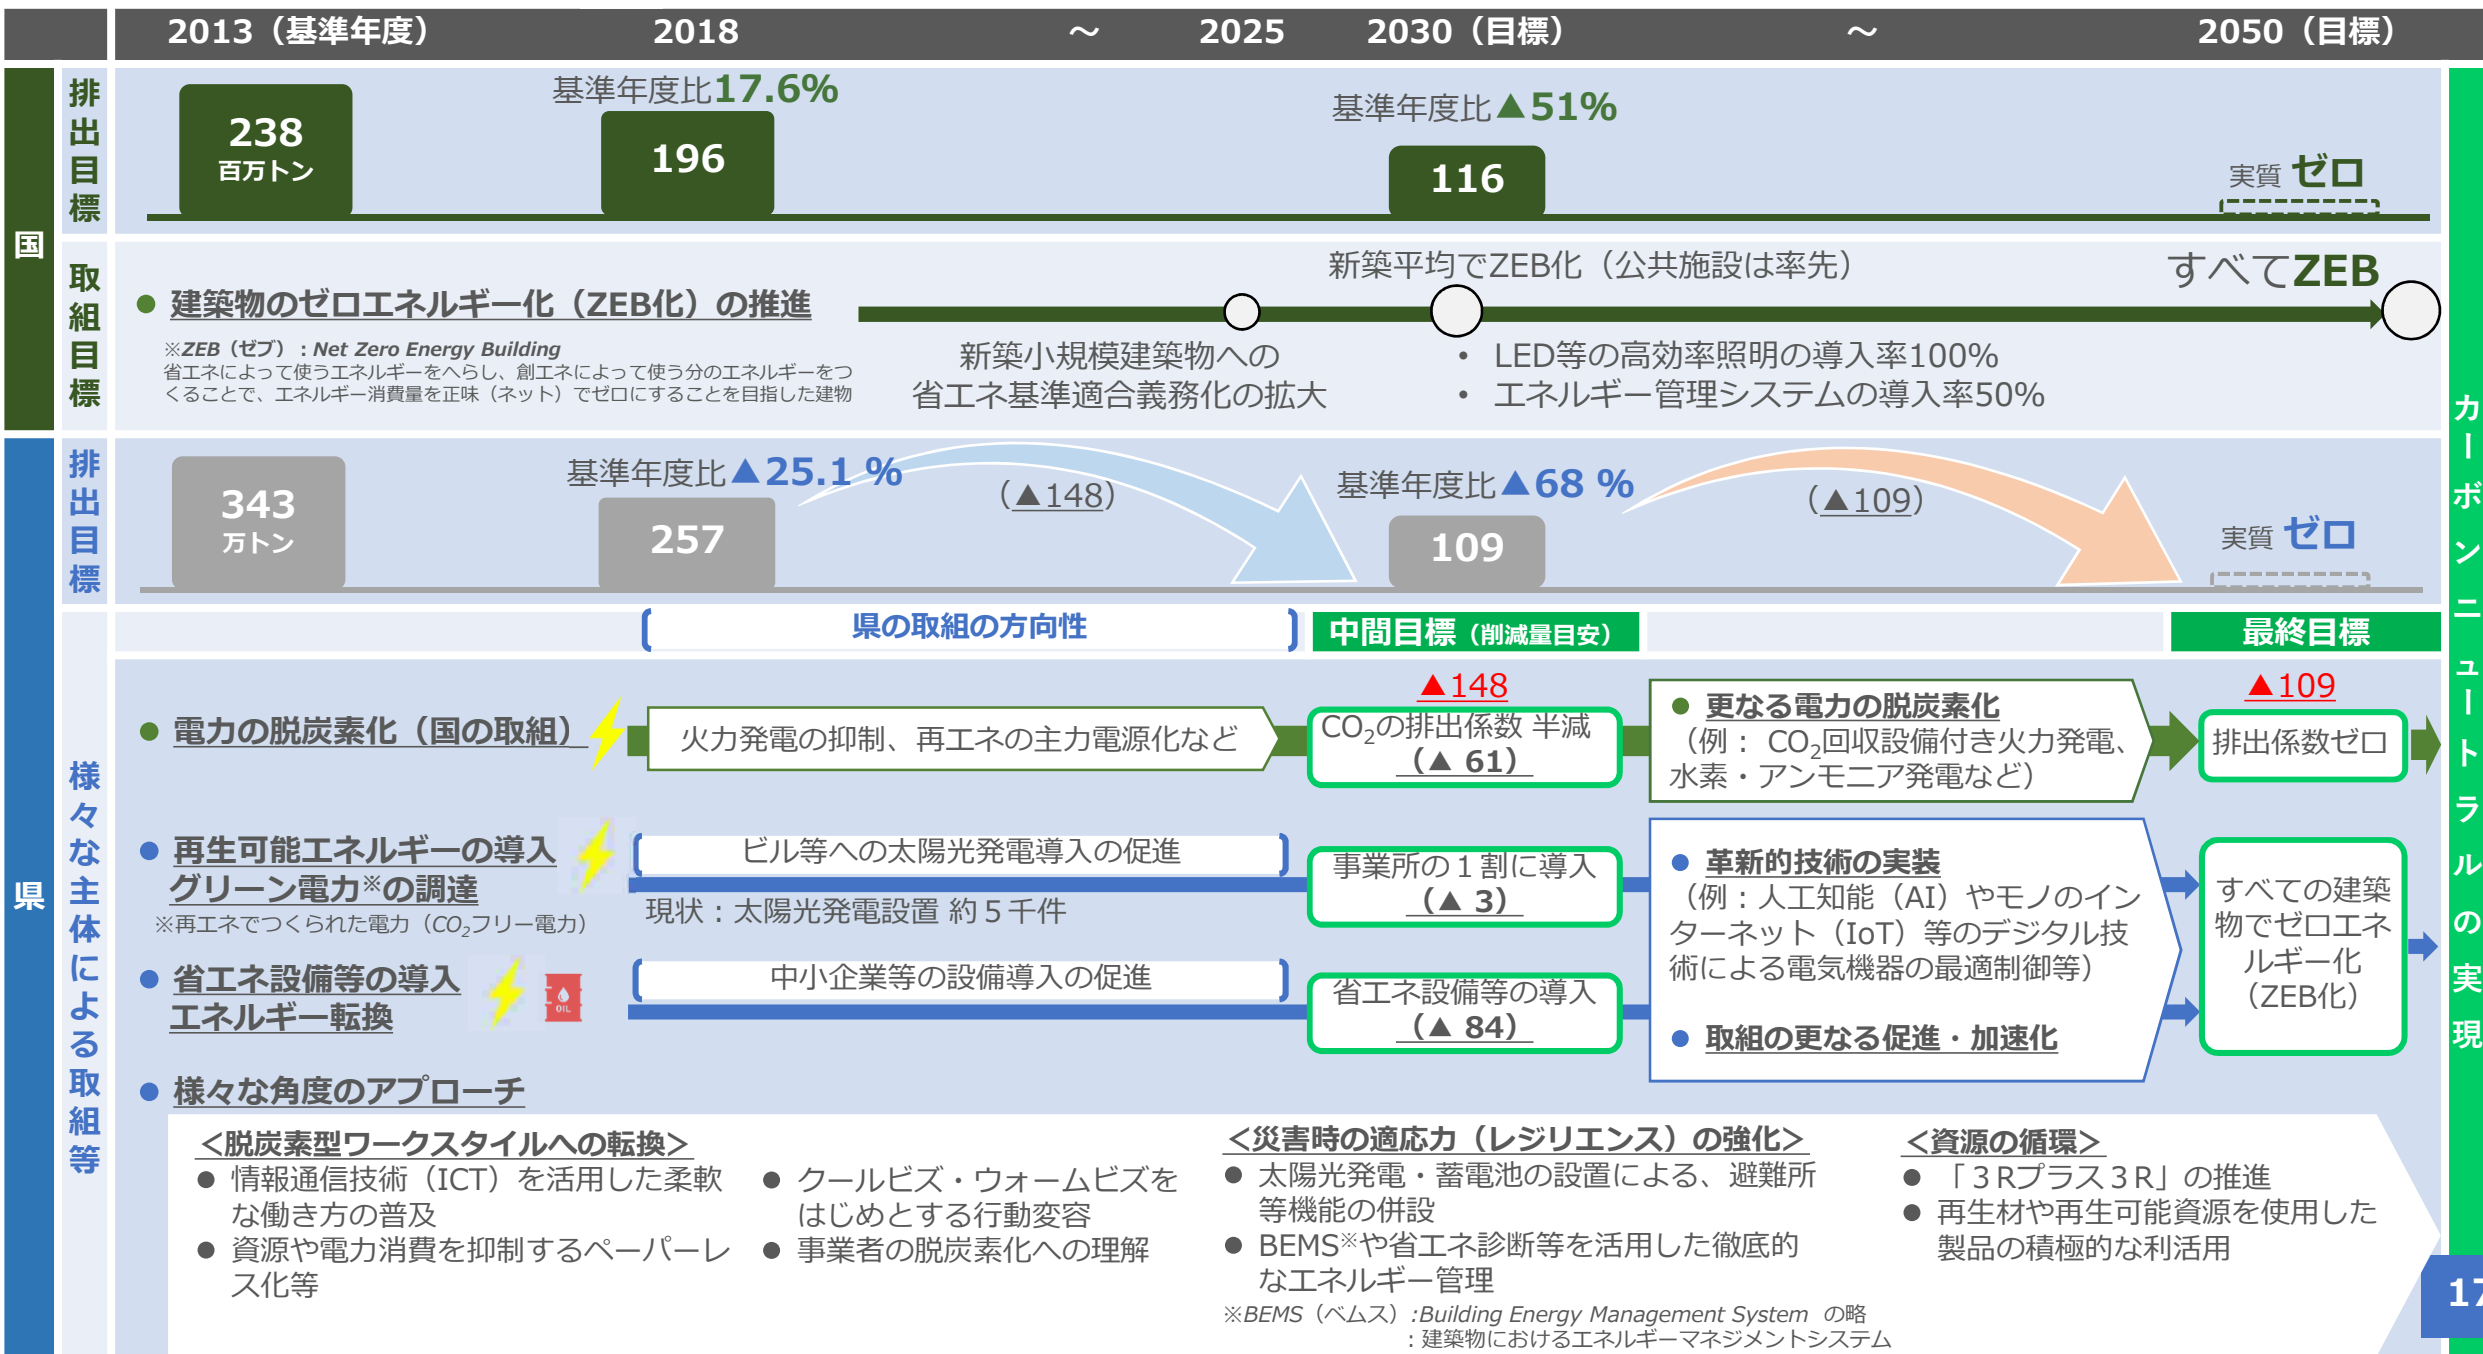 2013（基準年度）
2018
～
2025
2030（目標）
～
2050（目標）
国
排出目標
238
百万トン
基準年度比17.6%
196
基準年度比▲51%
116
実質 ゼロ
取組目標
● 建築物のゼロエネルギー化（ZEB化）の推進
※ZEB（ゼブ）：Net Zero Energy Building
省エネによって使うエネルギーをへらし、創エネによって使う分のエネルギーをつ
くることで、エネルギー消費量を正味（ネット）でゼロにすることを目指した建物
新築平均でZEB化（公共施設は率先）
すべてZEB
新築小規模建築物への
省エネ基準適合義務化の拡大
• LED等の高効率照明の導入率100%
• エネルギー管理システムの導入率50%
県
排出目標
343
万トン
基準年度比▲25.1 %
257
（▲148）
基準年度比▲68 %
109
（▲109）
実質 ゼロ
様々な主体による取組等
県の取組の方向性
中間目標（削減量目安）
最終目標
● 電力の脱炭素化（国の取組）
火力発電の抑制、再エネの主力電源化など
▲148
CO2の排出係数 半減
（▲ 61）
● 更なる電力の脱炭素化
（例： CO2回収設備付き火力発電、
水素・アンモニア発電など）
▲109
排出係数ゼロ
● 再生可能エネルギーの導入
グリーン電力※の調達
※再エネでつくられた電力（CO2フリー電力）
ビル等への太陽光発電導入の促進
現状：太陽光発電設置 約５千件
事業所の１割に導入
（▲ 3）
● 省エネ設備等の導入
エネルギー転換
OIL
中小企業等の設備導入の促進
省エネ設備等の導入
（▲ 84）
● 革新的技術の実装
（例：人工知能（AI）やモノのイン
ターネット（IoT）等のデジタル技
術による電気機器の最適制御等）
● 取組の更なる促進・加速化
すべての建築
物でゼロエネ
ルギー化
（ZEB化）
● 様々な角度のアプローチ
＜脱炭素型ワークスタイルへの転換＞
● 情報通信技術（ICT）を活用した柔軟
な働き方の普及
● 資源や電力消費を抑制するペーパーレ
ス化等
● クールビズ・ウォームビズを
はじめとする行動変容
● 事業者の脱炭素化への理解
＜災害時の適応力（レジリエンス）の強化＞
● 太陽光発電・蓄電池の設置による、避難所
等機能の併設
● BEMS※や省エネ診断等を活用した徹底的
なエネルギー管理
※BEMS（ベムス）:Building Energy Management System の略
：建築物におけるエネルギーマネジメントシステム
＜資源の循環＞
● 「３Rプラス３R」の推進
● 再生材や再生可能資源を使用した
製品の積極的な利活用
カーボンニュートラルの実現
17